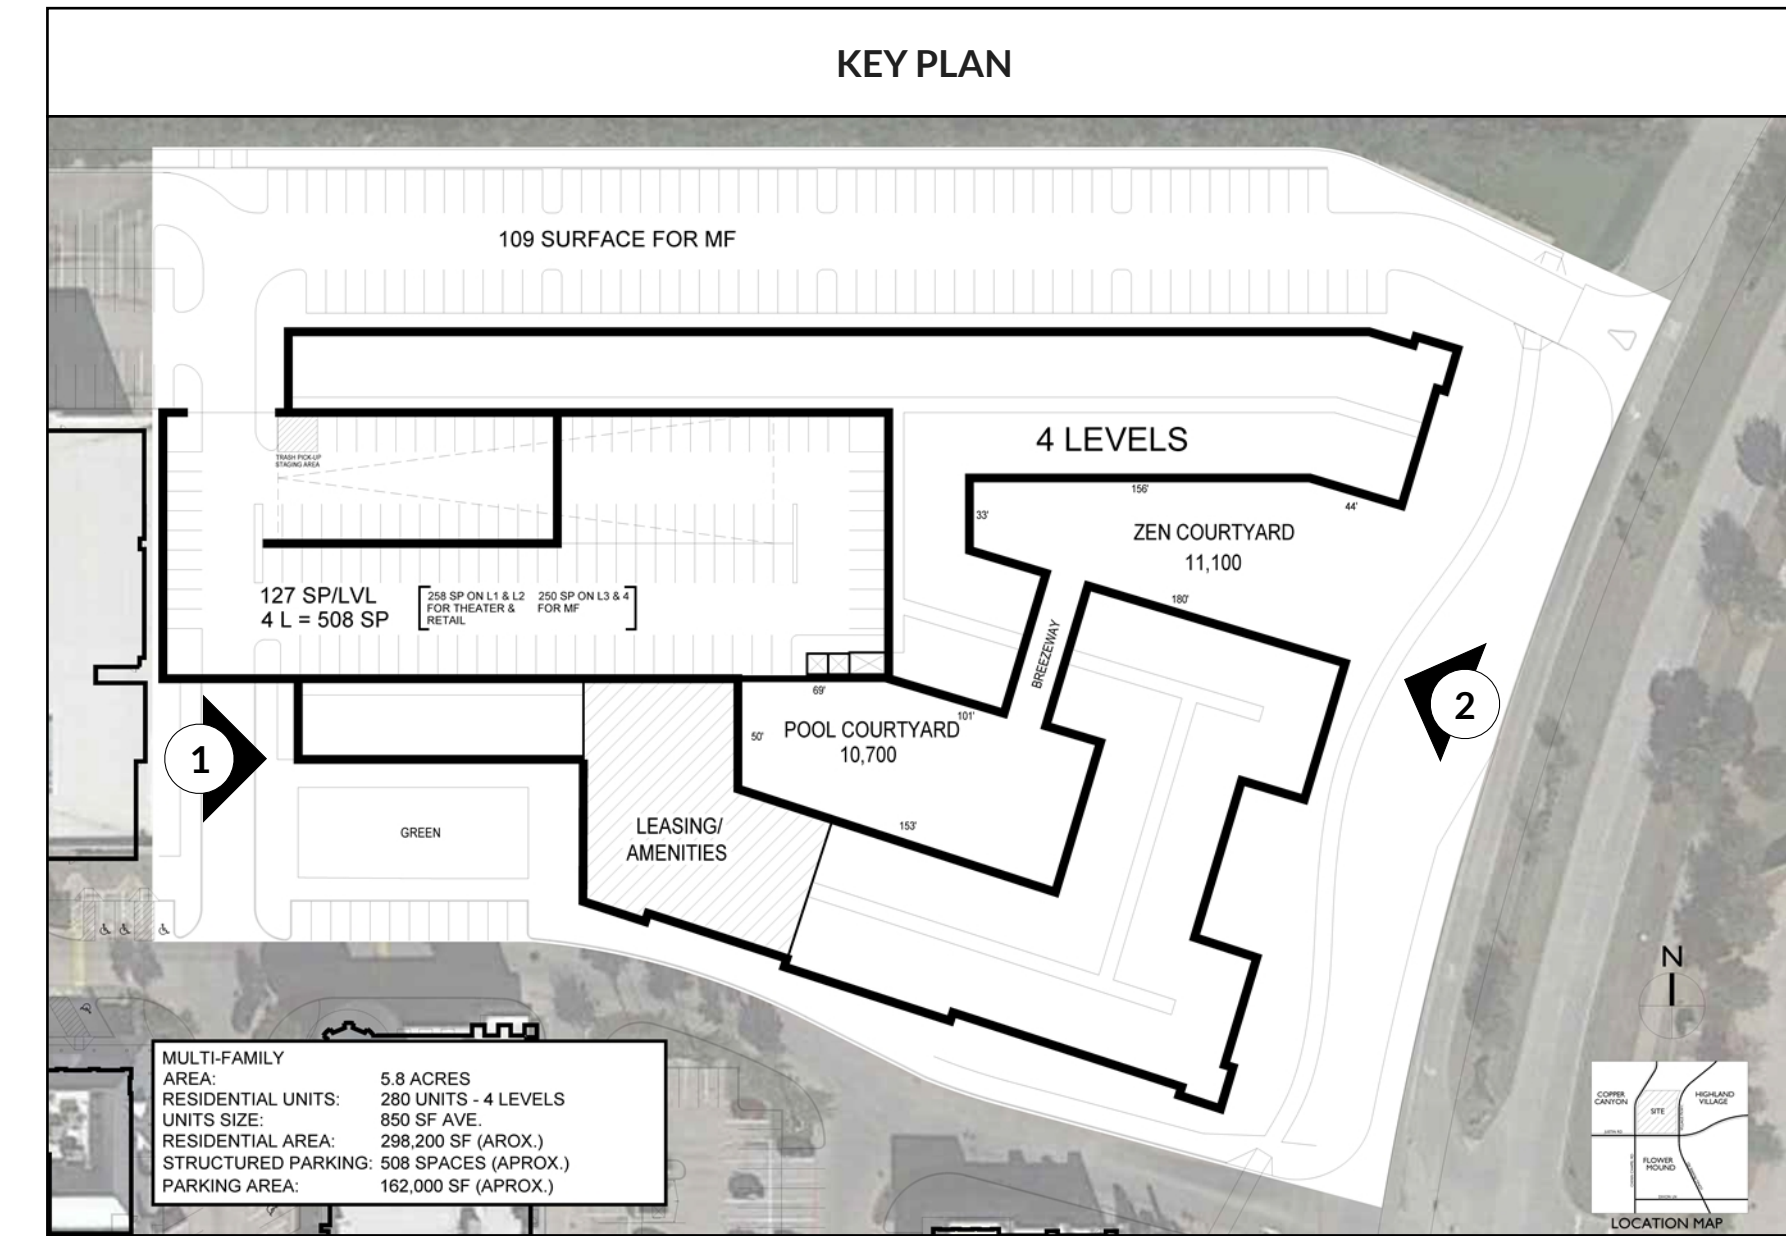 KEY PLAN
109 SURFACE FOR MF
4 LEVELS
TRASH PICK-UP
STAGING AREA
156'
44'
33'
ZEN COURTYARD
11,100
180'
127 SP/LVL
4 L = 508 SP
258 SP ON L1 & L2
FOR THEATER &
RETAIL
250 SP ON L3 & 4
FOR MF
BREEZEWAY
69'
101'
50'
POOL COURTYARD
10,700
153'
1
2
GREEN
LEASING/
AMENITIES
N
MULTI-FAMILY
AREA: 5.8 ACRES
RESIDENTIAL UNITS: 280 UNITS - 4 LEVELS
UNITS SIZE: 850 SF AVE.
RESIDENTIAL AREA: 298,200 SF (AROX.)
STRUCTURED PARKING: 508 SPACES (APROX.)
PARKING AREA: 162,000 SF (APROX.)
COPPER
CANYON
HIGHLAND
VILLAGE
SITE
FLOWER
MOUND
LOCATION MAP